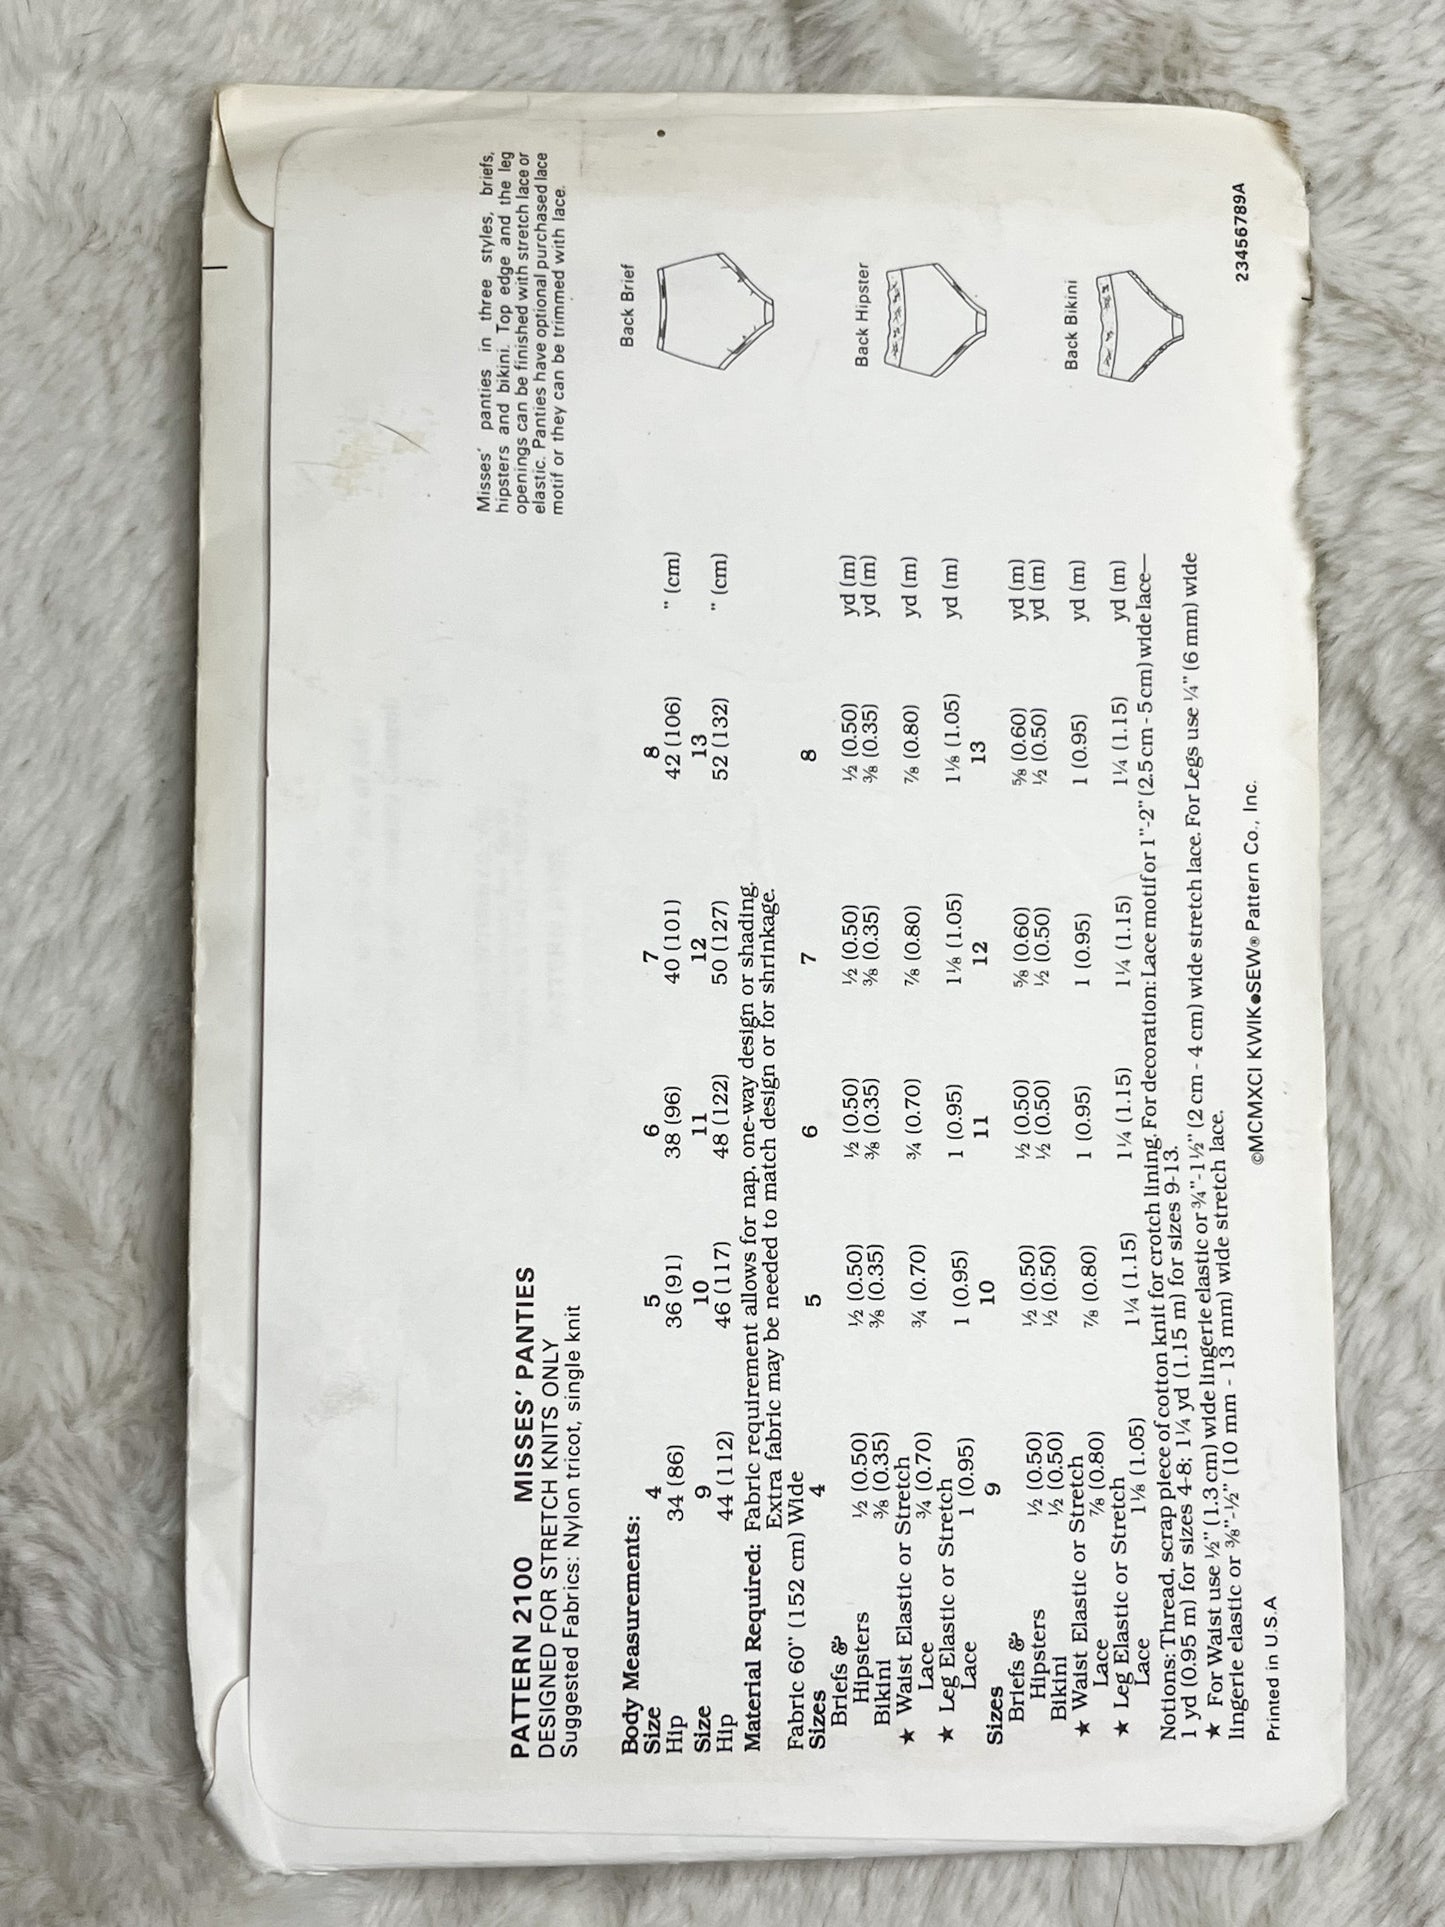 PATTERN 2100 MISSES' PANTIES
DESIGNED FOR STRETCH KNITS ONLY
Suggested Fabrics: Nylon tricot, single knit
Misses' panties in three styles, briefs,
hipsters and bikini. Top edge and the leg
openings can be finished with stretch lace or
elastic. Panties have optional purchased lace
motif or they can be trimmed with lace.
Body Measurements:
Size 4 5 6 7 8
Hip 34 (86) 36 (91) 38 (96) 40 (101) 42 (106) " (cm)
Size 9 10 11 12 13
Hip 44 (112) 46 (117) 48 (122) 50 (127) 52 (132) " (cm)
Material Required: Fabric requirement allows for nap, one-way design or shading.
Extra fabric may be needed to match design or for shrinkage.
Fabric 60" (152 cm) Wide
Sizes 4 5 6 7 8
Briefs &
Hipsters ½ (0.50) ½ (0.50) ½ (0.50) ½ (0.50) ½ (0.50) yd (m)
Bikini ⅜ (0.35) ⅜ (0.35) ⅜ (0.35) ⅜ (0.35) ⅜ (0.35) yd (m)
★ Waist Elastic or Stretch
Lace ¾ (0.70) ¾ (0.70) ¾ (0.70) ⅞ (0.80) ⅞ (0.80) yd (m)
★ Leg Elastic or Stretch
Lace 1 (0.95) 1 (0.95) 1 (0.95) 1⅛ (1.05) 1⅛ (1.05) yd (m)
Sizes 9 10 11 12 13
Briefs &
Hipsters ½ (0.50) ½ (0.50) ½ (0.50) ⅝ (0.60) ⅝ (0.60) yd (m)
Bikini ½ (0.50) ½ (0.50) ½ (0.50) ½ (0.50) ½ (0.50) yd (m)
★ Waist Elastic or Stretch
Lace ⅞ (0.80) ⅞ (0.80) 1 (0.95) 1 (0.95) 1 (0.95) yd (m)
★ Leg Elastic or Stretch
Lace 1⅛ (1.05) 1¼ (1.15) 1¼ (1.15) 1¼ (1.15) 1¼ (1.15) yd (m)
Notions: Thread, scrap piece of cotton knit for crotch lining. For decoration: Lace motif or 1"-2" (2.5 cm - 5 cm) wide lace—
1 yd (0.95 m) for sizes 4-8; 1¼ yd (1.15 m) for sizes 9-13.
★ For Waist use ½" (1.3 cm) wide lingerie elastic or ¾"-1½" (2 cm - 4 cm) wide stretch lace. For Legs use ¼" (6 mm) wide
lingerie elastic or ⅜"-½" (10 mm - 13 mm) wide stretch lace.
Back Brief
Back Hipster
Back Bikini
Printed in U.S.A
©MCMXCI KWIK●SEW® Pattern Co., Inc.
23456789A